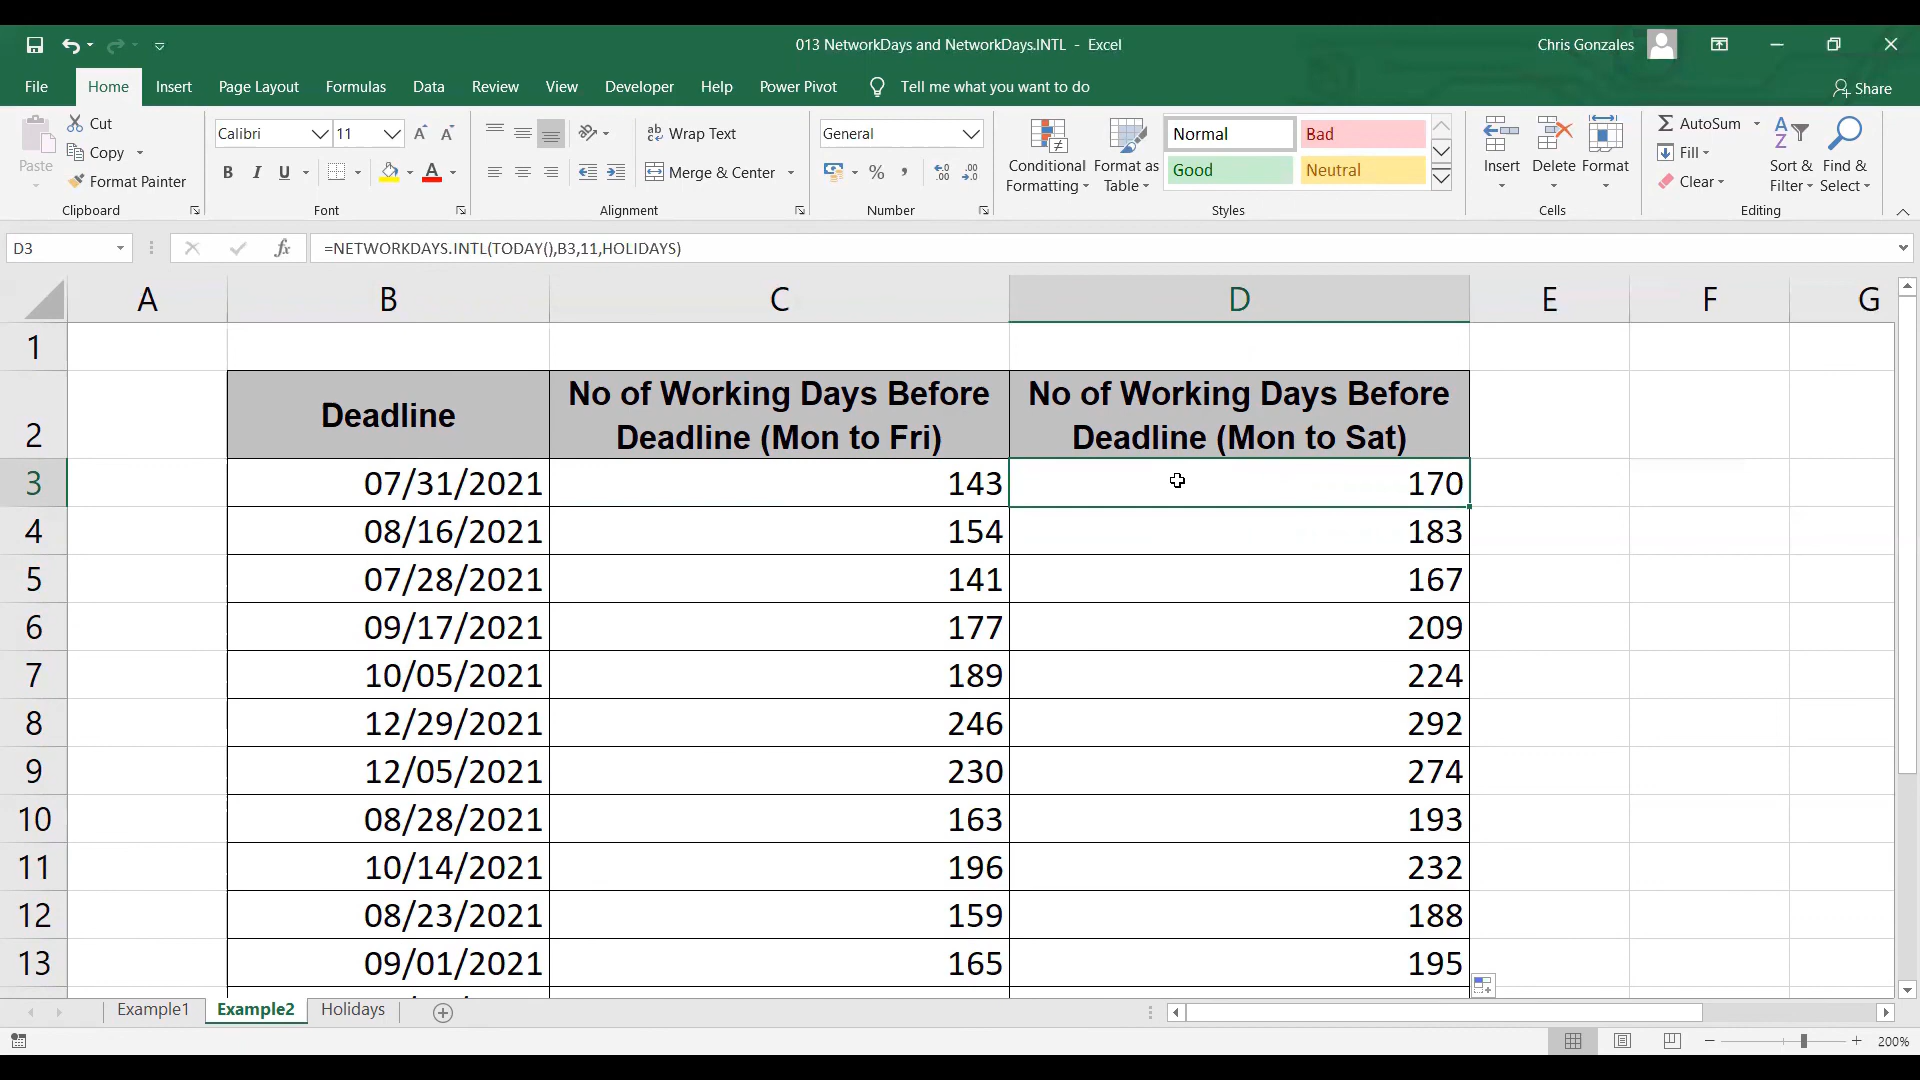 013 NetworkDays and NetworkDays.INTL - Excel
Chris Gonzales
File Home Insert Page Layout Formulas Data Review View Developer Help Power Pivot Tell me what you want to do Share
Paste
Cut
Copy
Format Painter
Clipboard
Calibri 11
B I U
Font
Wrap Text
Merge & Center
Alignment
General
%
Number
Conditional Formatting
Format as Table
Normal Bad
Good Neutral
Styles
Insert Delete Format
Cells
AutoSum
Fill
Clear
Sort & Filter
Find & Select
Editing
D3 fx =NETWORKDAYS.INTL(TODAY(),B3,11,HOLIDAYS)
A B C D E F G
1
2 Deadline No of Working Days Before Deadline (Mon to Fri) No of Working Days Before Deadline (Mon to Sat)
3 07/31/2021 143 170
4 08/16/2021 154 183
5 07/28/2021 141 167
6 09/17/2021 177 209
7 10/05/2021 189 224
8 12/29/2021 246 292
9 12/05/2021 230 274
10 08/28/2021 163 193
11 10/14/2021 196 232
12 08/23/2021 159 188
13 09/01/2021 165 195
Example1 Example2 Holidays
200%